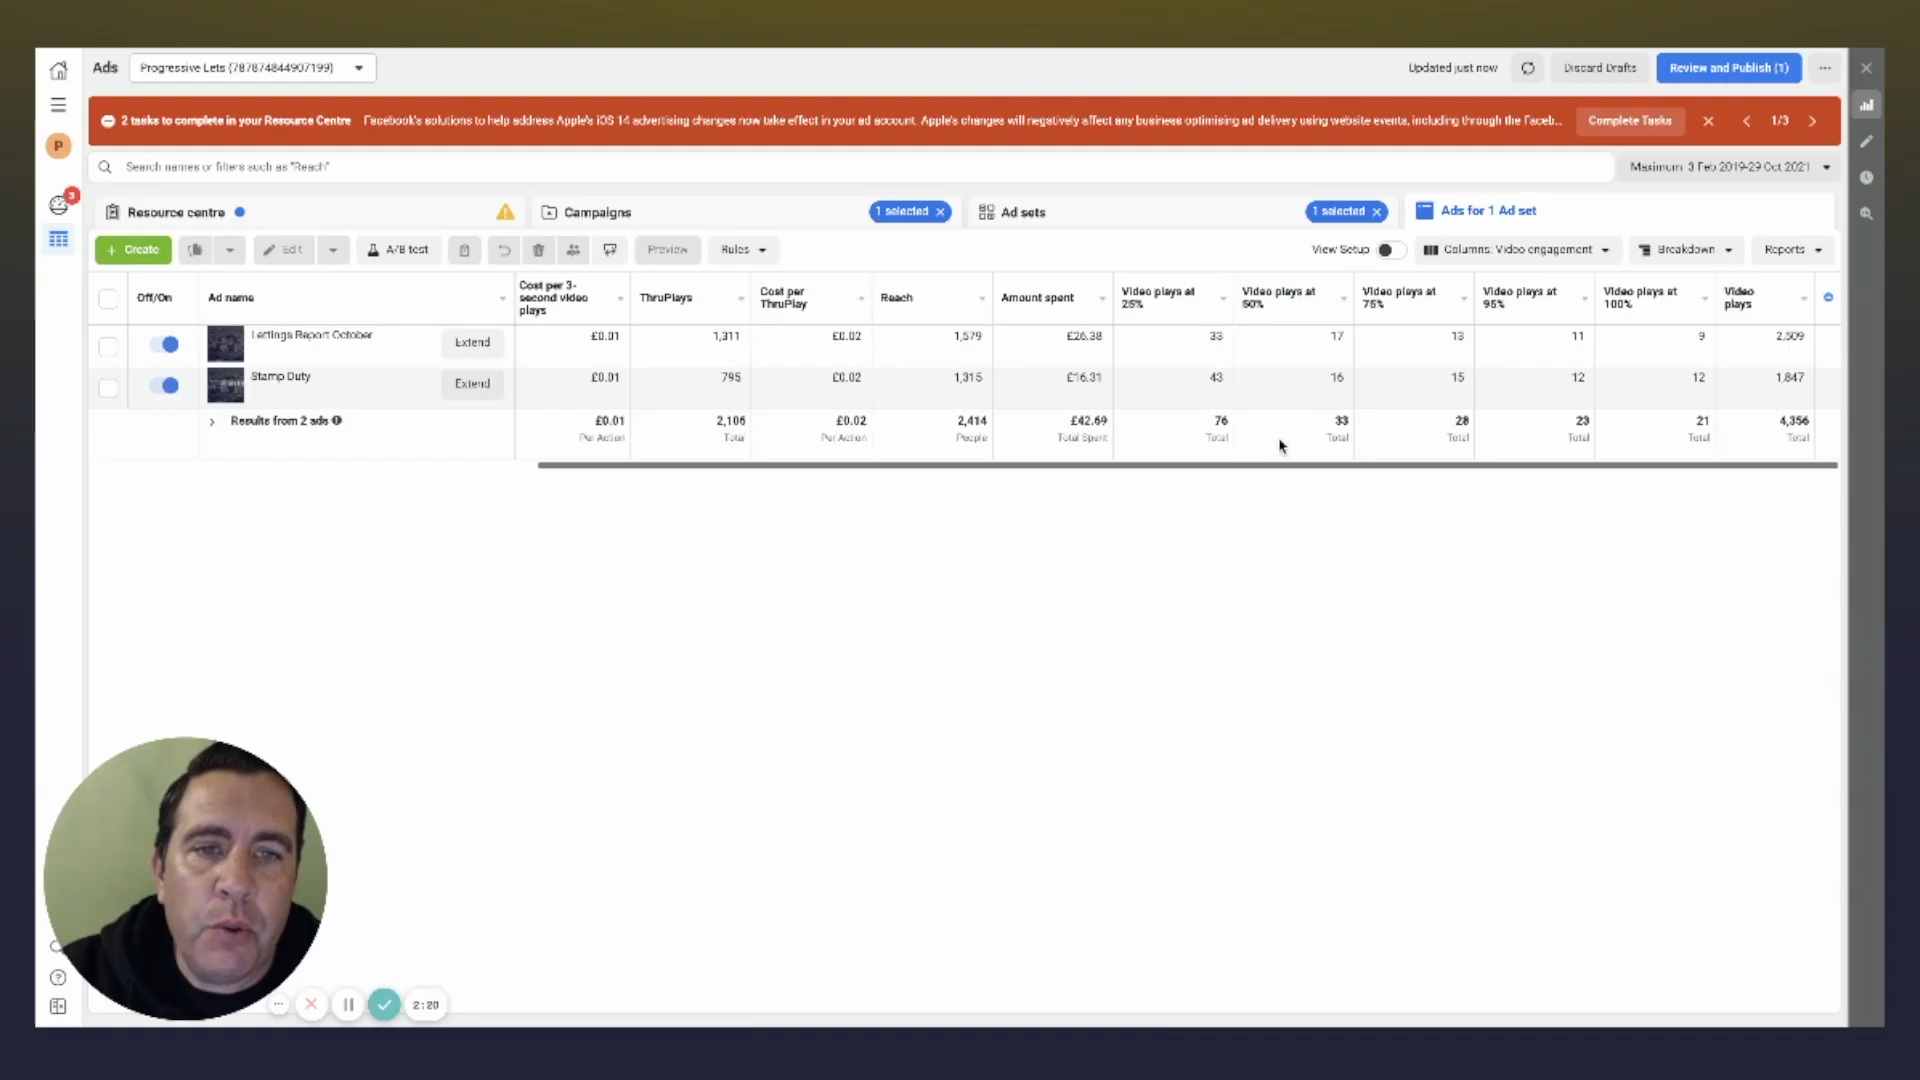 Ads
Progressive Lets (787874844907199)
Updated just now
Discard Drafts
Review and Publish (1)
2 tasks to complete in your Resource Centre
Facebook's solutions to help address Apple's iOS 14 advertising changes now take effect in your ad account. Apple's changes will negatively affect any business optimising ad delivery using website events, including through the Faceb...
Complete Tasks
1/3
P
Search names or filters such as "Reach"
Maximum: 3 Feb 2019-29 Oct 2021
3
Resource centre
Campaigns
1 selected
Ad sets
1 selected
Ads for 1 Ad set
+ Create
Edit
A/B test
Preview
Rules
View Setup
Columns: Video engagement
Breakdown
Reports
Off/On
Ad name
Cost per 3-
second video
plays
ThruPlays
Cost per
ThruPlay
Reach
Amount spent
Video plays at
25%
Video plays at
50%
Video plays at
75%
Video plays at
95%
Video plays at
100%
Video
plays
Lettings Report October
Extend
£0.01
1,311
£0.02
1,579
£26.38
33
17
13
11
9
2,509
Stamp Duty
Extend
£0.01
795
£0.02
1,315
£16.31
43
16
15
12
12
1,847
Results from 2 ads
£0.01
Per Action
2,106
Total
£0.02
Per Action
2,414
People
£42.69
Total Spent
76
Total
33
Total
28
Total
23
Total
21
Total
4,356
Total
2:20